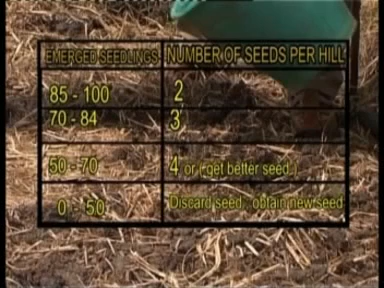 EMERGED SEEDLINGS NUMBER OF SEEDS PER HILL
85 - 100 2
70 - 84 3
50 - 70 4 or ( get better seed )
0 - 50 Discard seed : obtain new seed